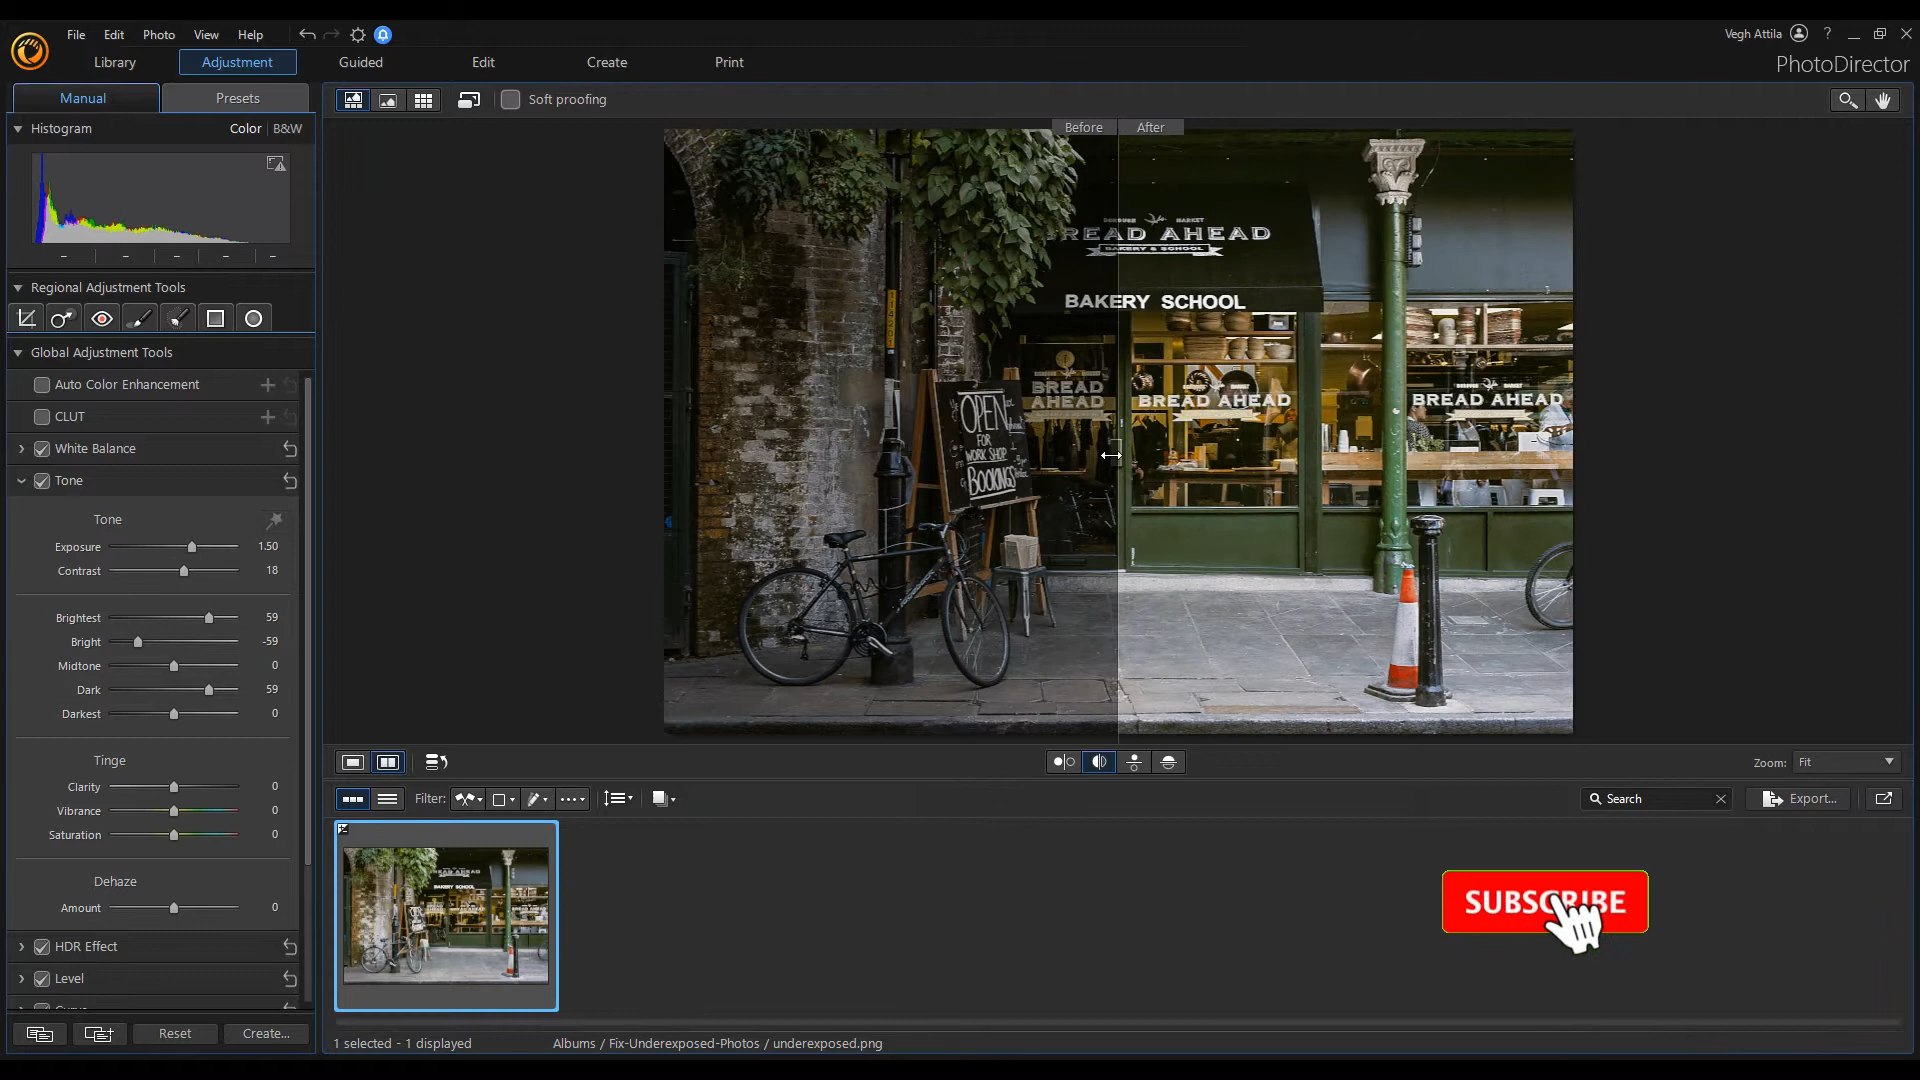 File Edit Photo View Help
Vegh Attila ?
Library Adjustment Guided Edit Create Print
PhotoDirector
Manual Presets
Soft proofing
Histogram Color | B&W
Before After
Regional Adjustment Tools
Global Adjustment Tools
Auto Color Enhancement
CLUT
White Balance
Tone
Tone
Exposure 1.50
Contrast 18
Brightest 59
Bright -59
Midtone 0
Dark 59
Darkest 0
Tinge
Clarity 0
Vibrance 0
Saturation 0
Dehaze
Amount 0
HDR Effect
Level
Reset Create...
MARKET
BREAD AHEAD
BAKERY & SCHOOL
BAKERY SCHOOL
BREAD
AHEAD
BREAD AHEAD
BREAD AHEAD
OPEN
FOR
WORK SHOP
BOOKINGS
Zoom: Fit
Filter:
Search
Export...
SUBSCRIBE
1 selected - 1 displayed
Albums / Fix-Underexposed-Photos / underexposed.png